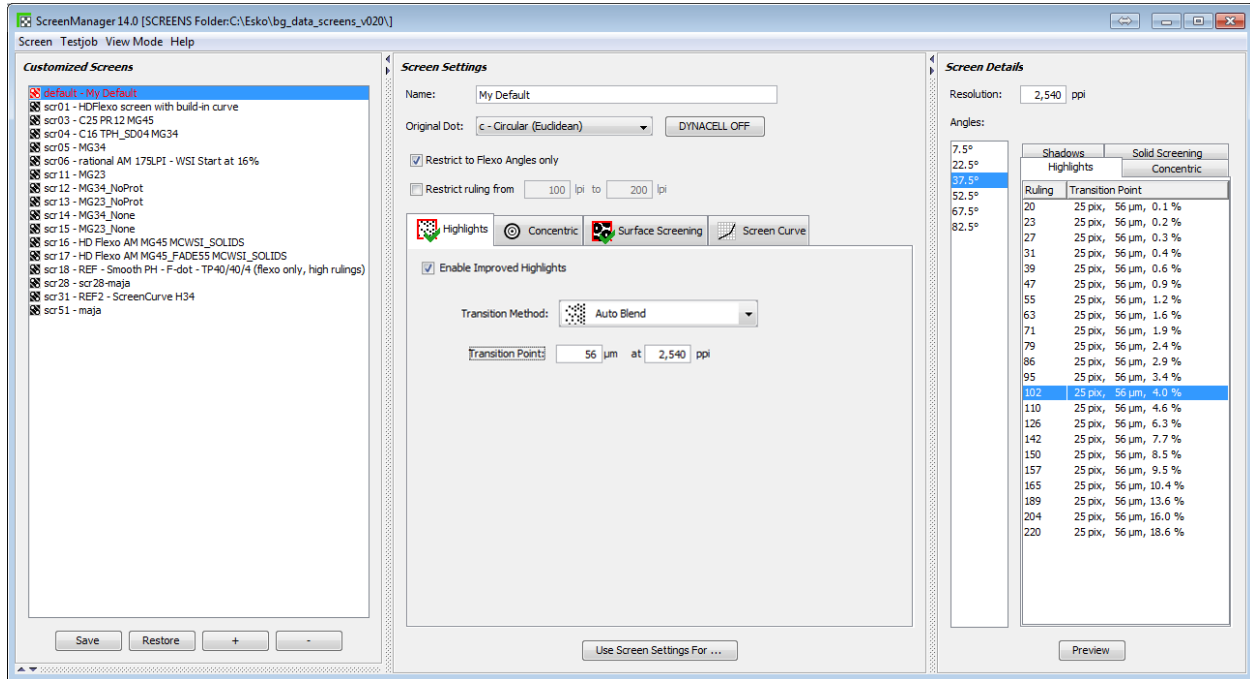 ScreenManager 14.0 [SCREENS Folder:C:\Esko\bg_data_screens_v020\]
Screen Testjob View Mode Help
Customized Screens
default - My Default
scr01 - HDFlexo screen with build-in curve
scr03 - C25 PR12 MG45
scr04 - C16 TPH_SD04 MG34
scr05 - MG34
scr06 - rational AM 175LPI - WSI Start at 16%
scr11 - MG23
scr12 - MG34_NoProt
scr13 - MG23_NoProt
scr14 - MG34_None
scr15 - MG23_None
scr16 - HD Flexo AM MG45 MCWSI_SOLIDS
scr17 - HD Flexo AM MG45_FADE55 MCWSI_SOLIDS
scr18 - REF - Smooth PH - F-dot - TP40/40/4 (flexo only, high rulings)
scr28 - scr28-maja
scr31 - REF2 - ScreenCurve H34
scr51 - maja
Save Restore + -
Screen Settings
Name: My Default
Original Dot: c - Circular (Euclidean) DYNACELL OFF
Restrict to Flexo Angles only
Restrict ruling from 100 lpi to 200 lpi
Highlights Concentric Surface Screening Screen Curve
Enable Improved Highlights
Transition Method: Auto Blend
Transition Point: 56 µm at 2,540 ppi
Use Screen Settings For ...
Screen Details
Resolution: 2,540 ppi
Angles:
7.5°
22.5°
37.5°
52.5°
67.5°
82.5°
Shadows Solid Screening
Highlights Concentric
Ruling Transition Point
20 25 pix, 56 µm, 0.1 %
23 25 pix, 56 µm, 0.2 %
27 25 pix, 56 µm, 0.3 %
31 25 pix, 56 µm, 0.4 %
39 25 pix, 56 µm, 0.6 %
47 25 pix, 56 µm, 0.9 %
55 25 pix, 56 µm, 1.2 %
63 25 pix, 56 µm, 1.6 %
71 25 pix, 56 µm, 1.9 %
79 25 pix, 56 µm, 2.4 %
86 25 pix, 56 µm, 2.9 %
95 25 pix, 56 µm, 3.4 %
102 25 pix, 56 µm, 4.0 %
110 25 pix, 56 µm, 4.6 %
126 25 pix, 56 µm, 6.3 %
142 25 pix, 56 µm, 7.7 %
150 25 pix, 56 µm, 8.5 %
157 25 pix, 56 µm, 9.5 %
165 25 pix, 56 µm, 10.4 %
189 25 pix, 56 µm, 13.6 %
204 25 pix, 56 µm, 16.0 %
220 25 pix, 56 µm, 18.6 %
Preview